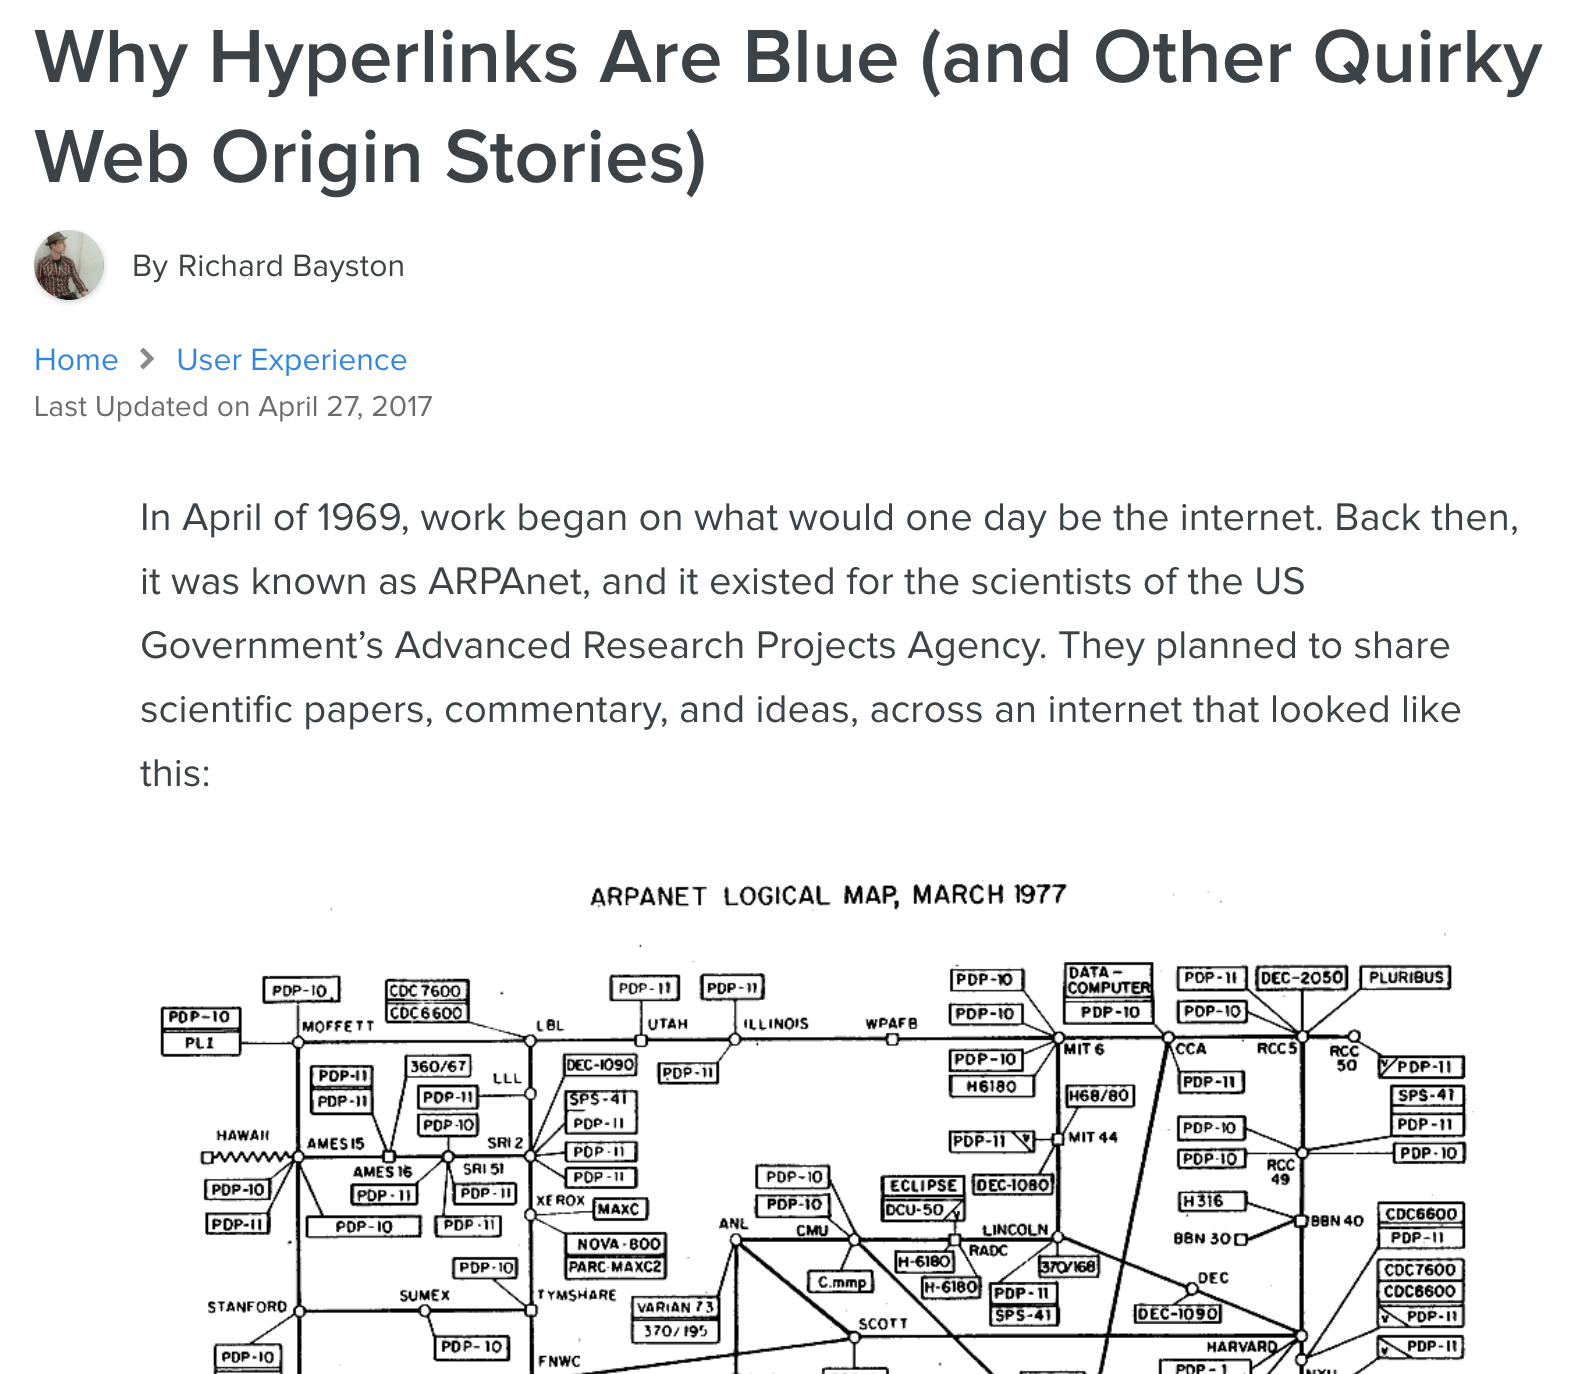 Why Hyperlinks Are Blue (and Other Quirky
Web Origin Stories)
By Richard Bayston
Home > User Experience
Last Updated on April 27, 2017
In April of 1969, work began on what would one day be the internet. Back then,
it was known as ARPAnet, and it existed for the scientists of the US
Government’s Advanced Research Projects Agency. They planned to share
scientific papers, commentary, and ideas, across an internet that looked like
this:
ARPANET LOGICAL MAP, MARCH 1977
PDP-10
CDC 7600
CDC 6600
PDP-11
PDP-11
PDP-10
DATA-
COMPUTER
PDP-10
PDP-11
DEC-2050
PLURIBUS
PDP-10
PLI
MOFFETT
LBL
UTAH
ILLINOIS
WPAFB
PDP-10
PDP-10
MIT 6
CCA
RCC 5
RCC
50
PDP-11
PDP-11
360/67
LLL
DEC-1090
PDP-11
PDP-10
H6180
PDP-11
PDP-11
PDP-11
PDP-10
SPS-41
PDP-11
H68/80
SPS-41
PDP-11
HAWAII
AMES 15
SRI 2
PDP-11
PDP-11
MIT 44
PDP-10
PDP-10
AMES 16
SRI 51
PDP-11
PDP-10
RCC
49
PDP-10
PDP-11
PDP-11
PDP-10
ECLIPSE
DEC-1080
XEROX
MAXC
PDP-10
DCU-50
H316
PDP-11
PDP-10
PDP-11
ANL
CMU
LINCOLN
BBN 40
CDC6600
PDP-11
NOVA-800
PARC-MAXC2
RADC
BBN 30
PDP-10
H-6180
370/168
CDC7600
CDC6600
C.mmp
H-6180
DEC
STANFORD
SUMEX
TYMSHARE
VARIAN 73
370/195
PDP-11
SPS-41
DEC-1090
PDP-11
SCOTT
PDP-10
PDP-10
FNWC
HARVARD
PDP-11
PDP-1